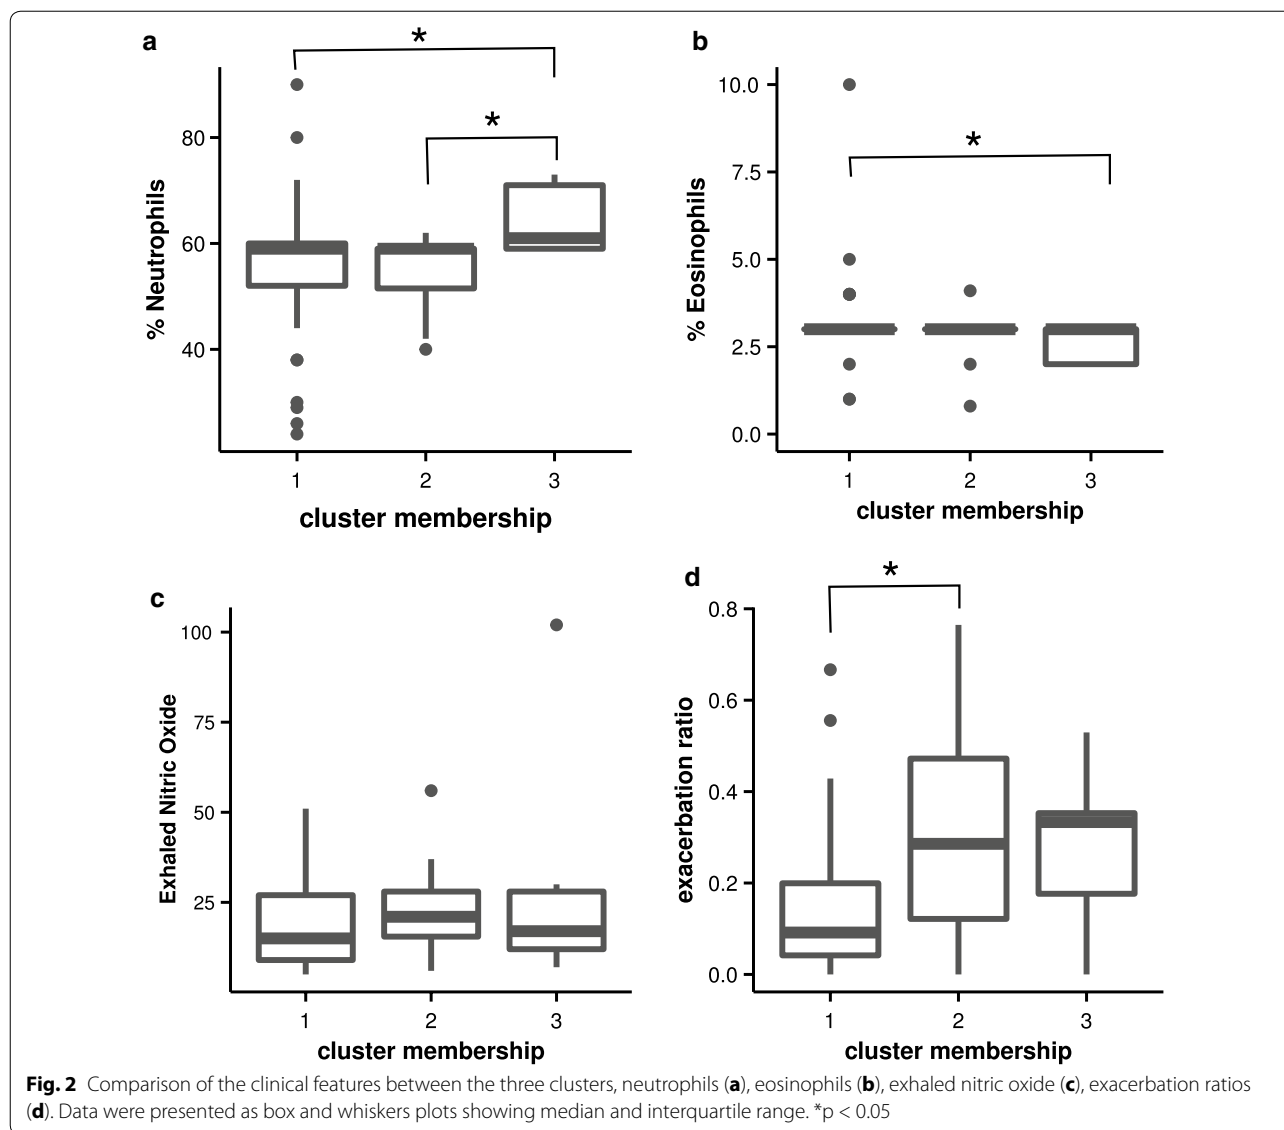 a
*
*
80
60
40
% Neutrophils
1 2 3
cluster membership
b
*
10.0
7.5
5.0
2.5
0.0
% Eosinophils
1 2 3
cluster membership
c
100
75
50
25
Exhaled Nitric Oxide
1 2 3
cluster membership
d
*
0.8
0.6
0.4
0.2
0.0
exacerbation ratio
1 2 3
cluster membership
Fig. 2 Comparison of the clinical features between the three clusters, neutrophils (a), eosinophils (b), exhaled nitric oxide (c), exacerbation ratios
(d). Data were presented as box and whiskers plots showing median and interquartile range. *p < 0.05